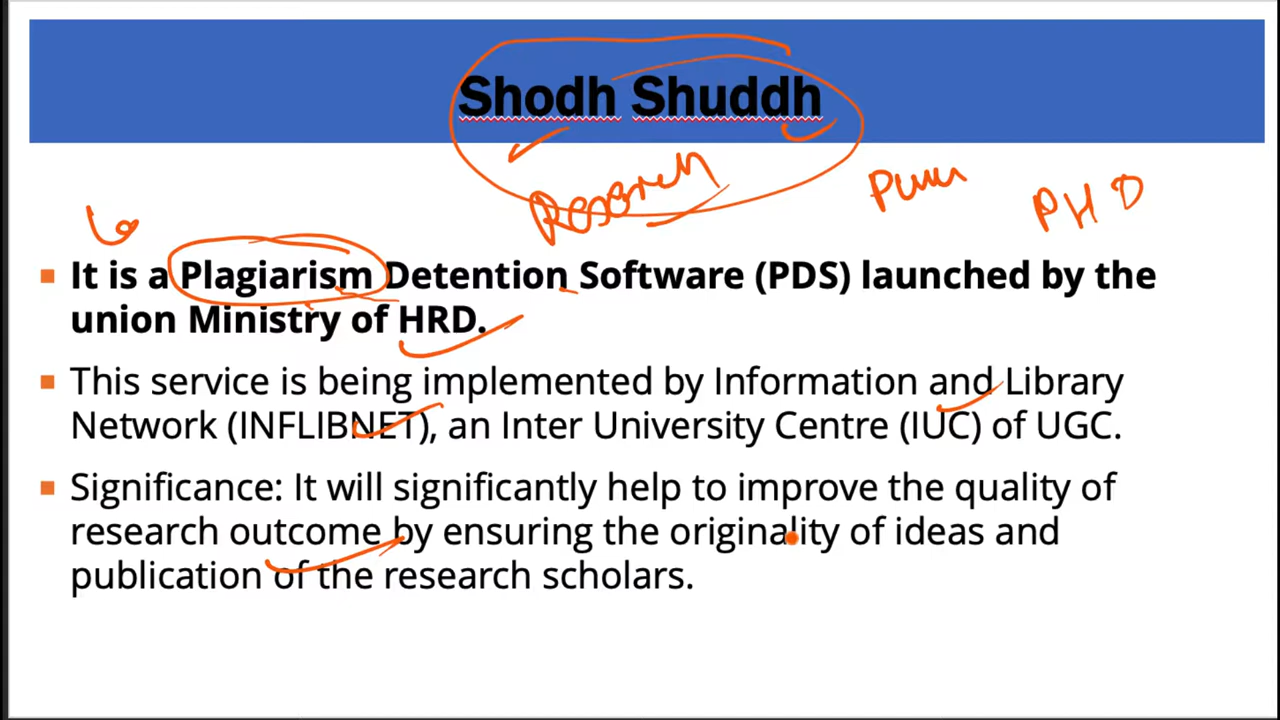 Shodh Shuddh
Research
PHD
It is a Plagiarism Detention Software (PDS) launched by the
union Ministry of HRD.
This service is being implemented by Information and Library
Network (INFLIBNET), an Inter University Centre (IUC) of UGC.
Significance: It will significantly help to improve the quality of
research outcome by ensuring the originality of ideas and
publication of the research scholars.